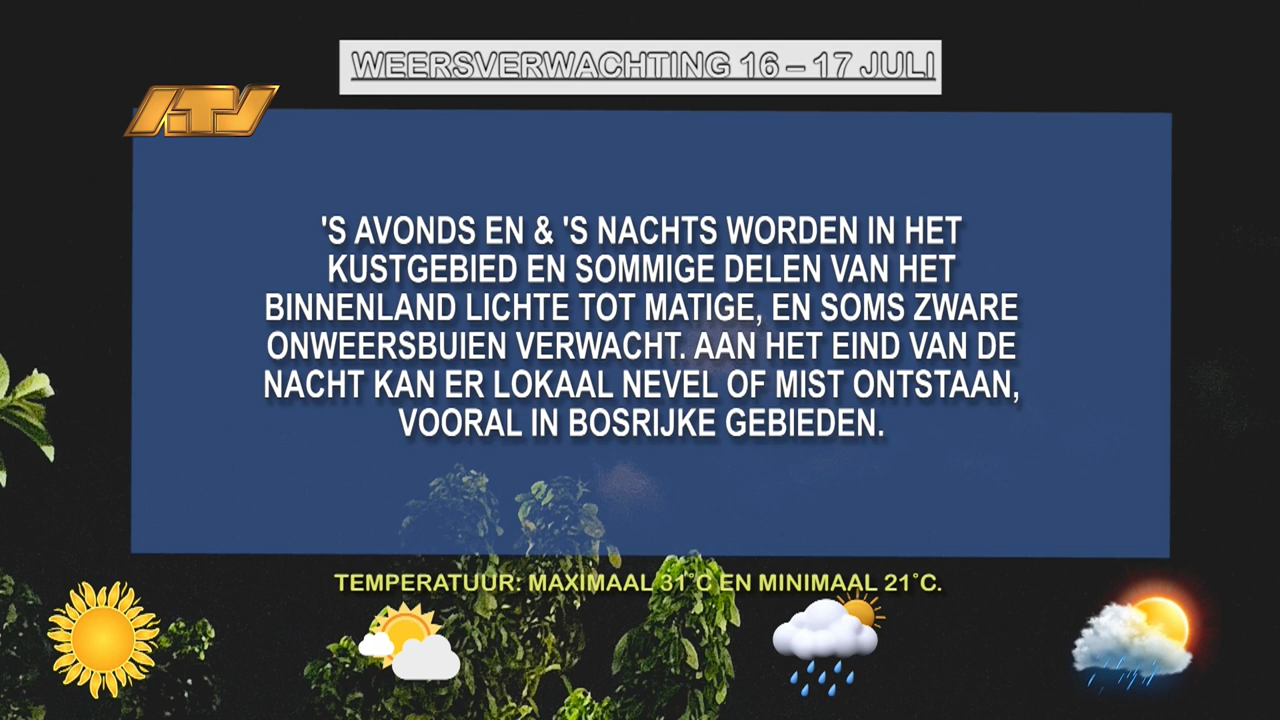 WEERSVERWACHTING 16 – 17 JULI
ATV
'S AVONDS EN & 'S NACHTS WORDEN IN HET
KUSTGEBIED EN SOMMIGE DELEN VAN HET
BINNENLAND LICHTE TOT MATIGE, EN SOMS ZWARE
ONWEERSBUIEN VERWACHT. AAN HET EIND VAN DE
NACHT KAN ER LOKAAL NEVEL OF MIST ONTSTAAN,
VOORAL IN BOSRIJKE GEBIEDEN.
TEMPERATUUR: MAXIMAAL 31°C EN MINIMAAL 21°C.